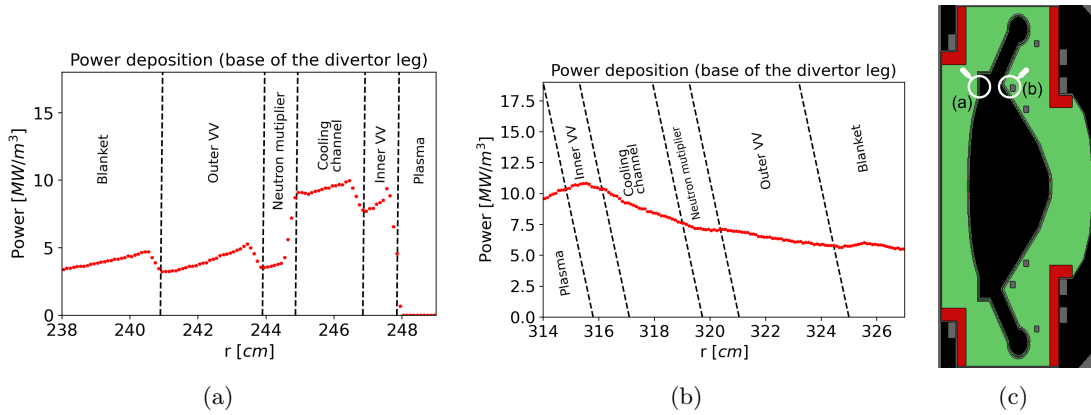 Power deposition (base of the divertor leg)
Power [MW/m³]
15
10
5
0
Blanket
Outer VV
Neutron mutiplier
Cooling
channel
Inner VV
Plasma
238
240
242
244
246
248
r [cm]
(a)
Power deposition (base of the divertor leg)
Power [MW/m³]
17.5
15.0
12.5
10.0
7.5
5.0
2.5
0.0
Plasma
Inner VV
Cooling
channel
Neutron mutiplier
Outer VV
Blanket
314
316
318
320
322
324
326
r [cm]
(b)
(a)
(b)
(c)